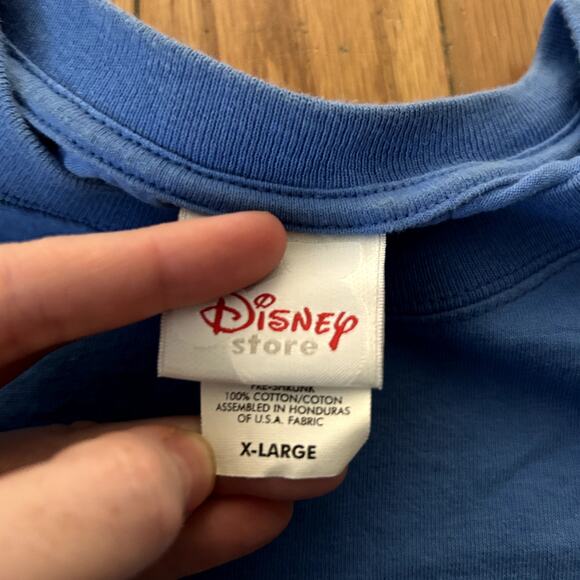 Disney
store
PRE-SHRUNK
100% COTTON/COTON
ASSEMBLED IN HONDURAS
OF U.S.A. FABRIC
X-LARGE